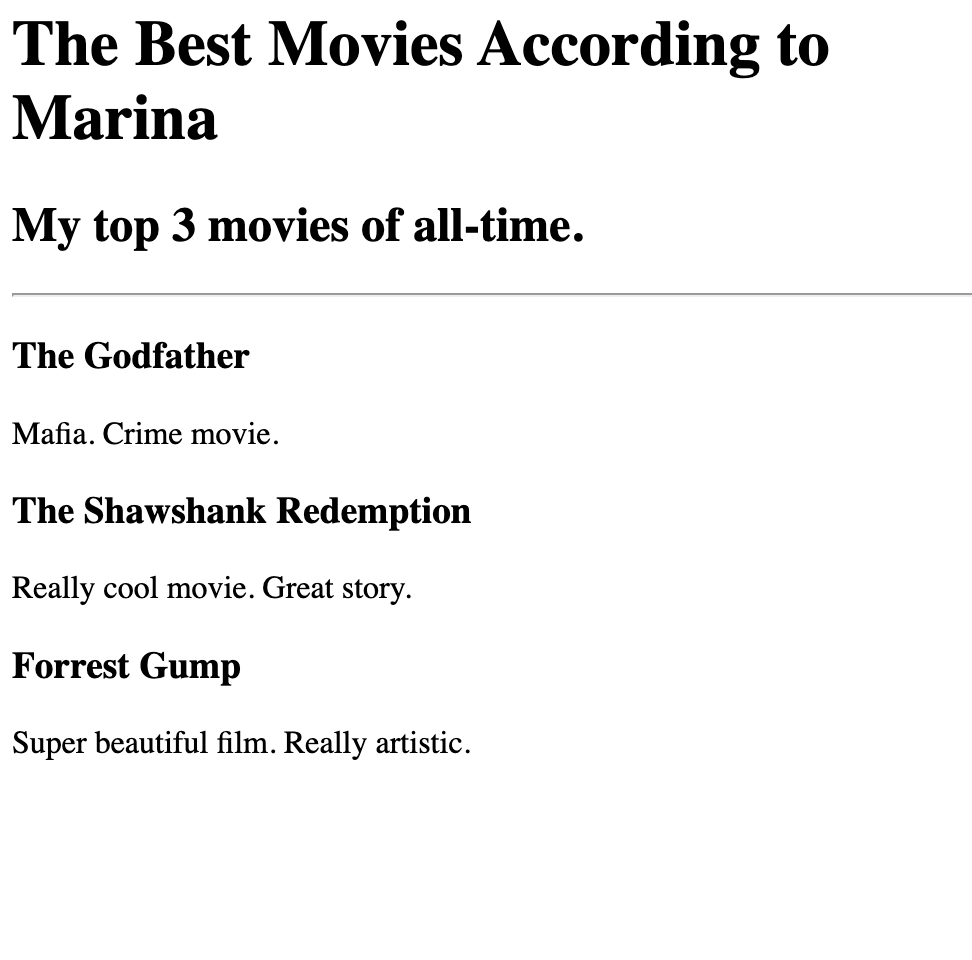 The Best Movies According to
Marina
My top 3 movies of all-time.
The Godfather
Mafia. Crime movie.
The Shawshank Redemption
Really cool movie. Great story.
Forrest Gump
Super beautiful film. Really artistic.